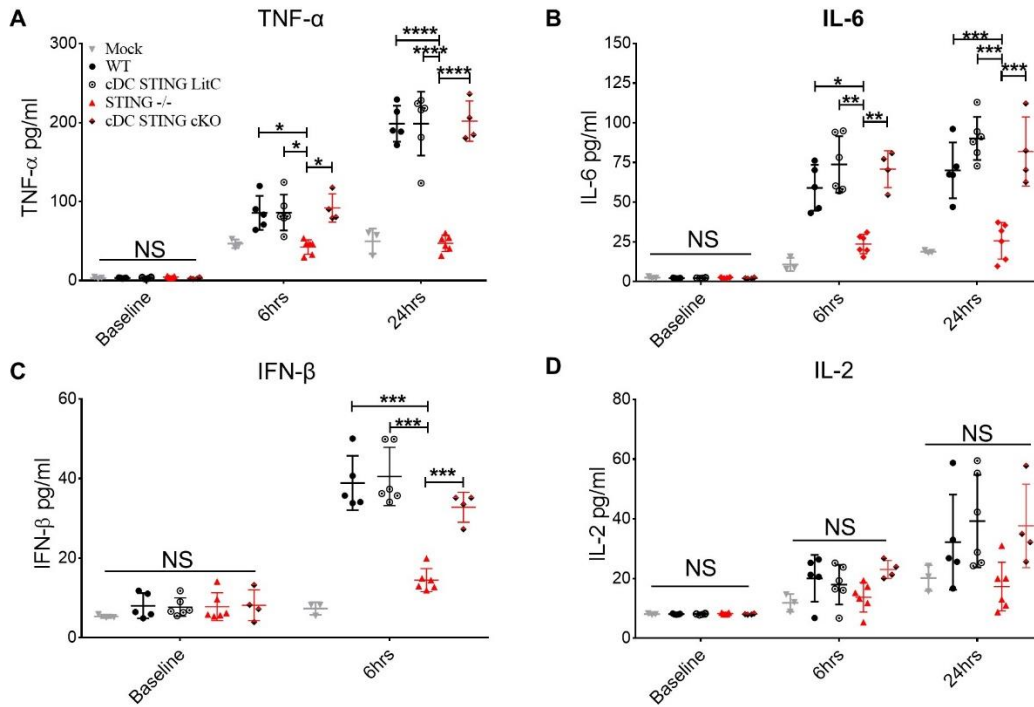 A
TNF-α
TNF-α pg/ml
300
200
100
0
Mock
WT
cDC STING LitC
STING -/-
cDC STING cKO
NS
*
*
*
****
****
****
Baseline
6hrs
24hrs
B
IL-6
IL-6 pg/ml
150
125
100
75
50
25
0
NS
*
**
**
***
***
***
Baseline
6hrs
24hrs
C
IFN-β
IFN-β pg/ml
60
40
20
0
NS
***
***
***
Baseline
6hrs
D
IL-2
IL-2 pg/ml
80
60
40
20
0
NS
NS
NS
Baseline
6hrs
24hrs